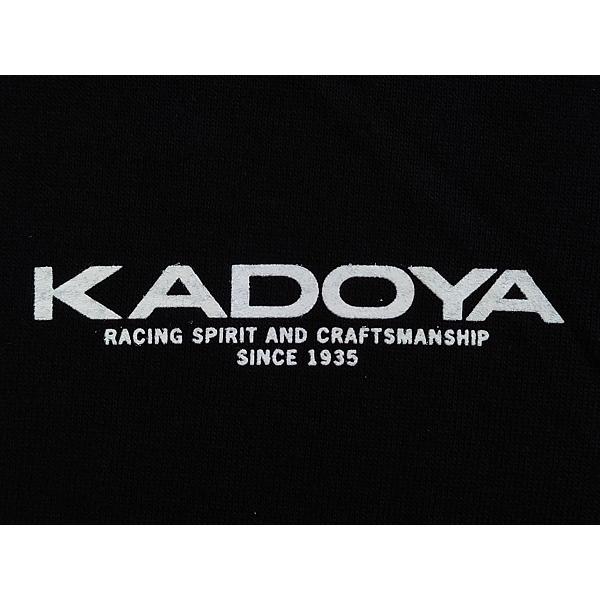 KADOYA
RACING SPIRIT AND CRAFTSMANSHIP
SINCE 1935